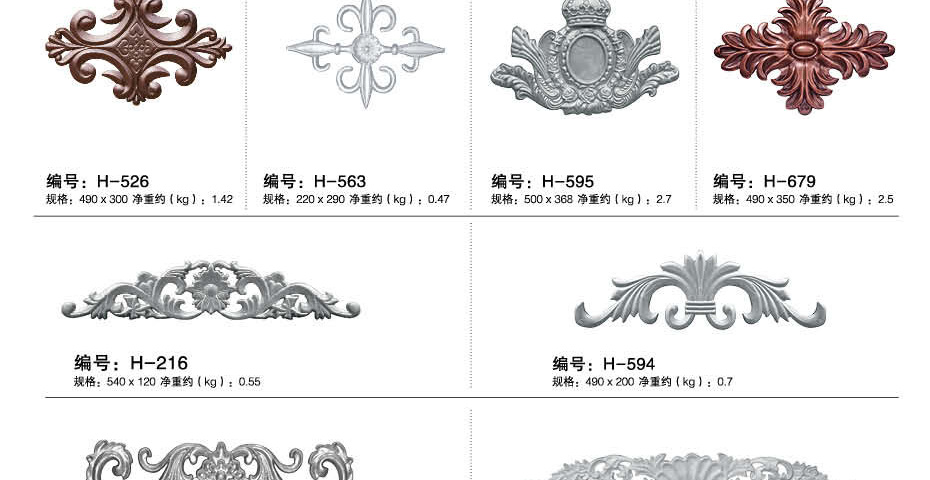 编号：H-526
规格：490 x 300 净重约（kg）：1.42
编号：H-563
规格：220 x 290 净重约（kg）：0.47
编号：H-595
规格：500 x 368 净重约（kg）：2.7
编号：H-679
规格：490 x 350 净重约（kg）：2.5
编号：H-216
规格：540 x 120 净重约（kg）：0.55
编号：H-594
规格：490 x 200 净重约（kg）：0.7